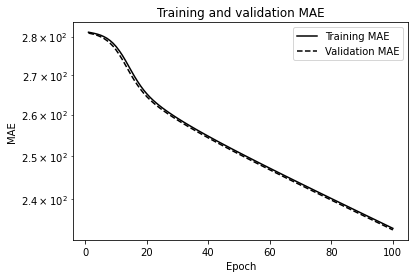 Training and validation MAE
Training MAE
Validation MAE
2.8 × 10²
2.7 × 10²
2.6 × 10²
2.5 × 10²
2.4 × 10²
MAE
0 20 40 60 80 100
Epoch